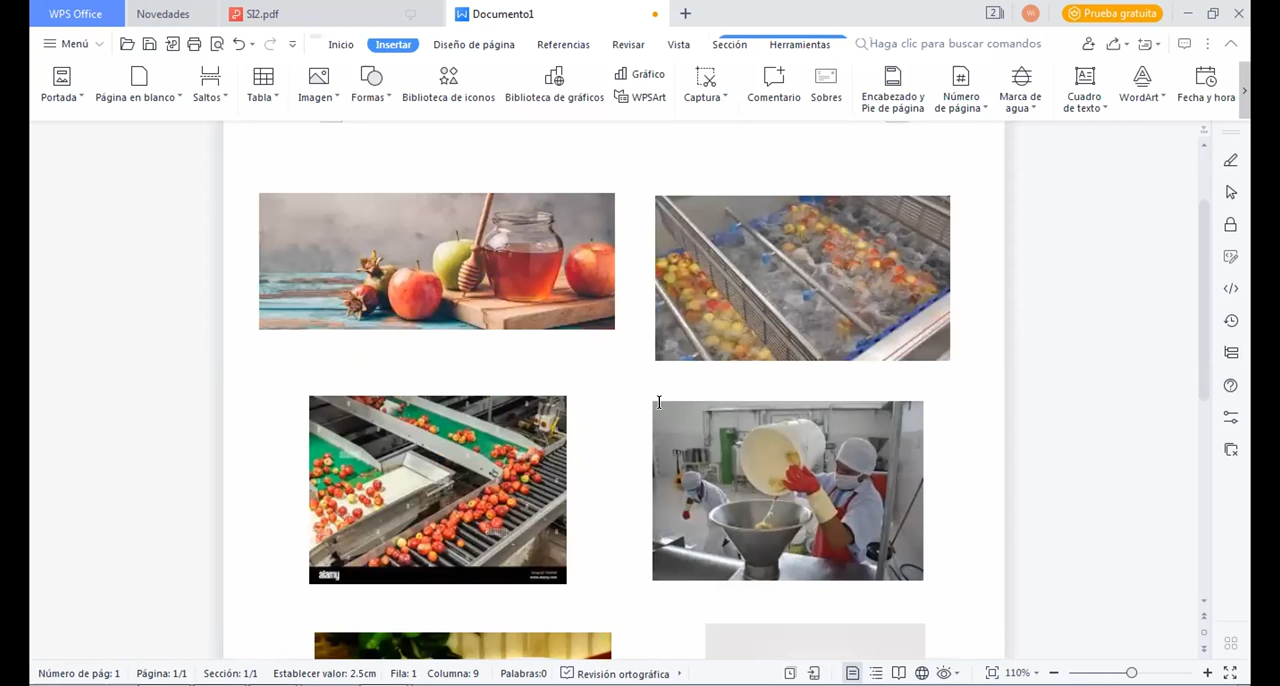 WPS Office
Novedades
SI2.pdf
Documento1
2
Wi
Prueba gratuita
Menú
Inicio
Insertar
Diseño de página
Referencias
Revisar
Vista
Sección
Herramientas
Haga clic para buscar comandos
Portada
Página en blanco
Saltos
Tabla
Imagen
Formas
Biblioteca de iconos
Biblioteca de gráficos
Gráfico
WPSArt
Captura
Comentario
Sobres
Encabezado y
Pie de página
Número
de página
Marca de
agua
Cuadro
de texto
WordArt
Fecha y hora
alamy
Número de pág: 1
Página: 1/1
Sección: 1/1
Establecer valor: 2.5cm
Fila: 1
Columna: 9
Palabras:0
Revisión ortográfica
110%